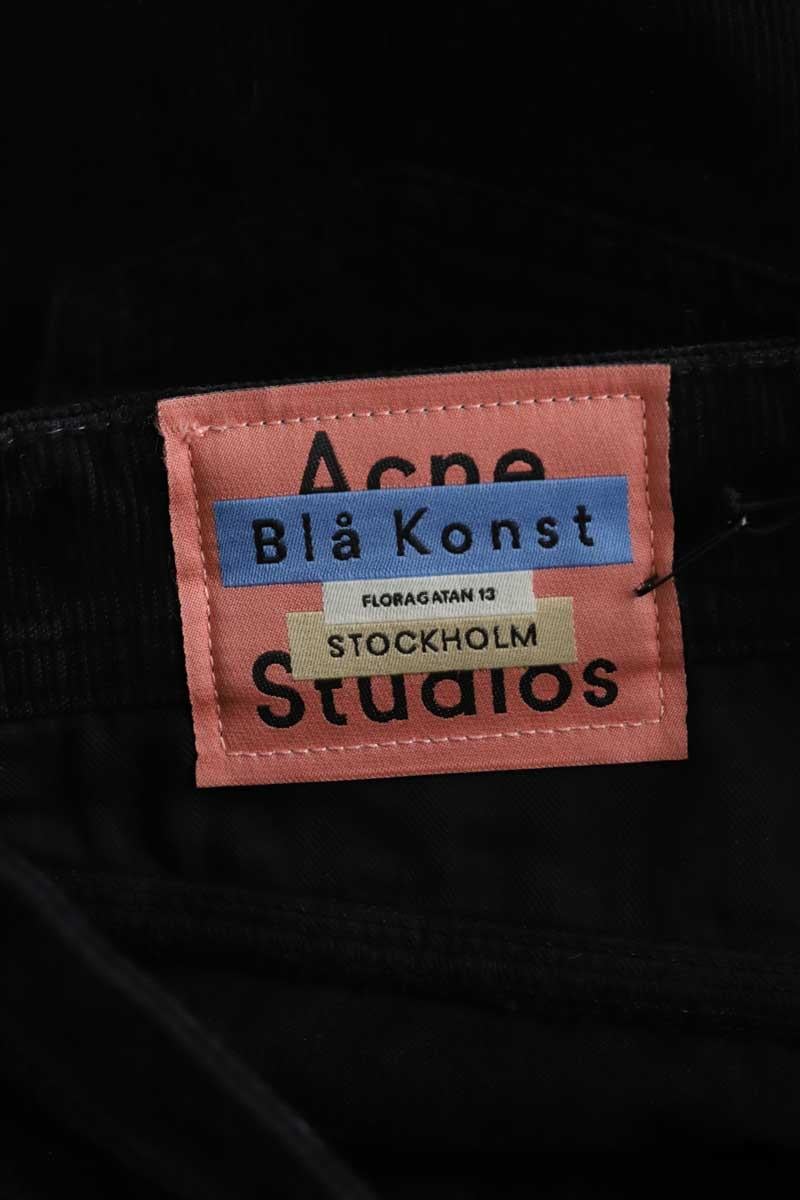 Acne
Blå Konst
FLORAGATAN 13
STOCKHOLM
Studios